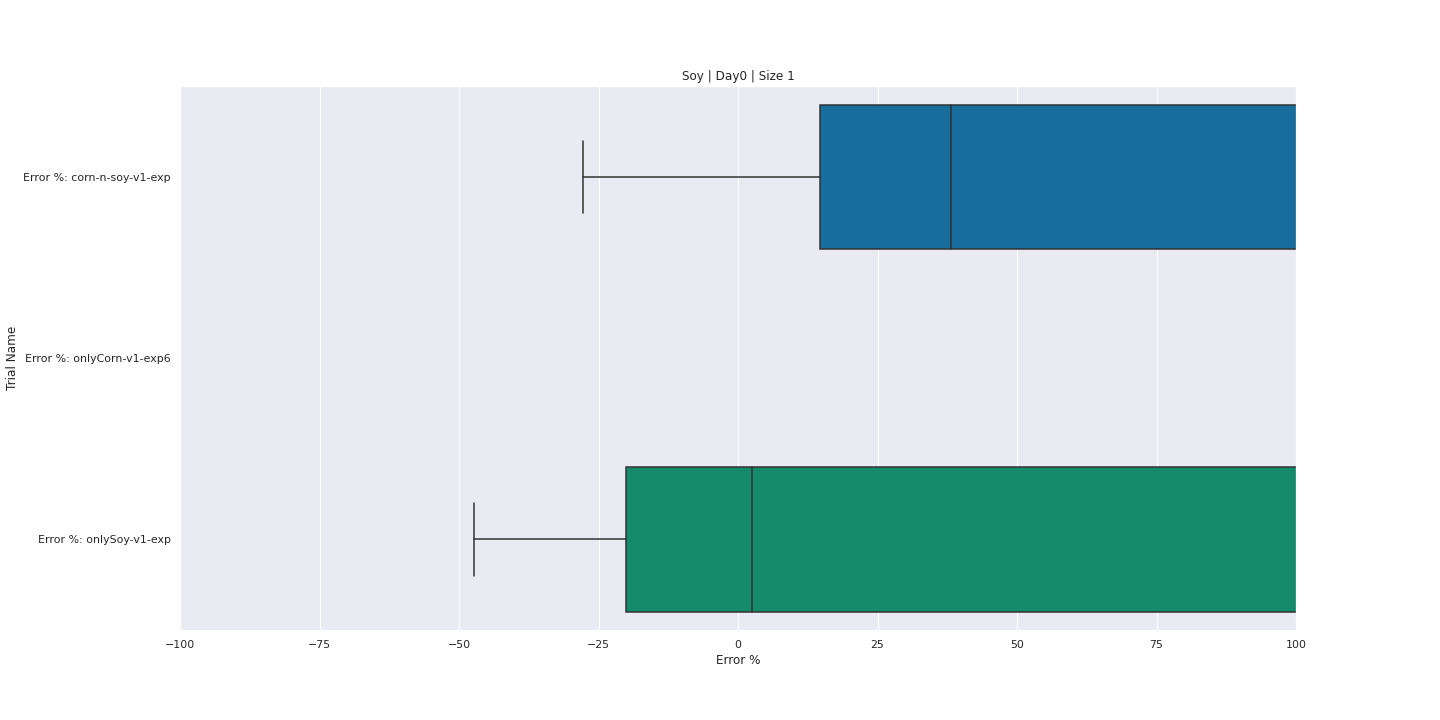 Soy | Day0 | Size 1
Error %: corn-n-soy-v1-exp
Error %: onlyCorn-v1-exp6
Error %: onlySoy-v1-exp
Trial Name
−100 −75 −50 −25 0 25 50 75 100
Error %